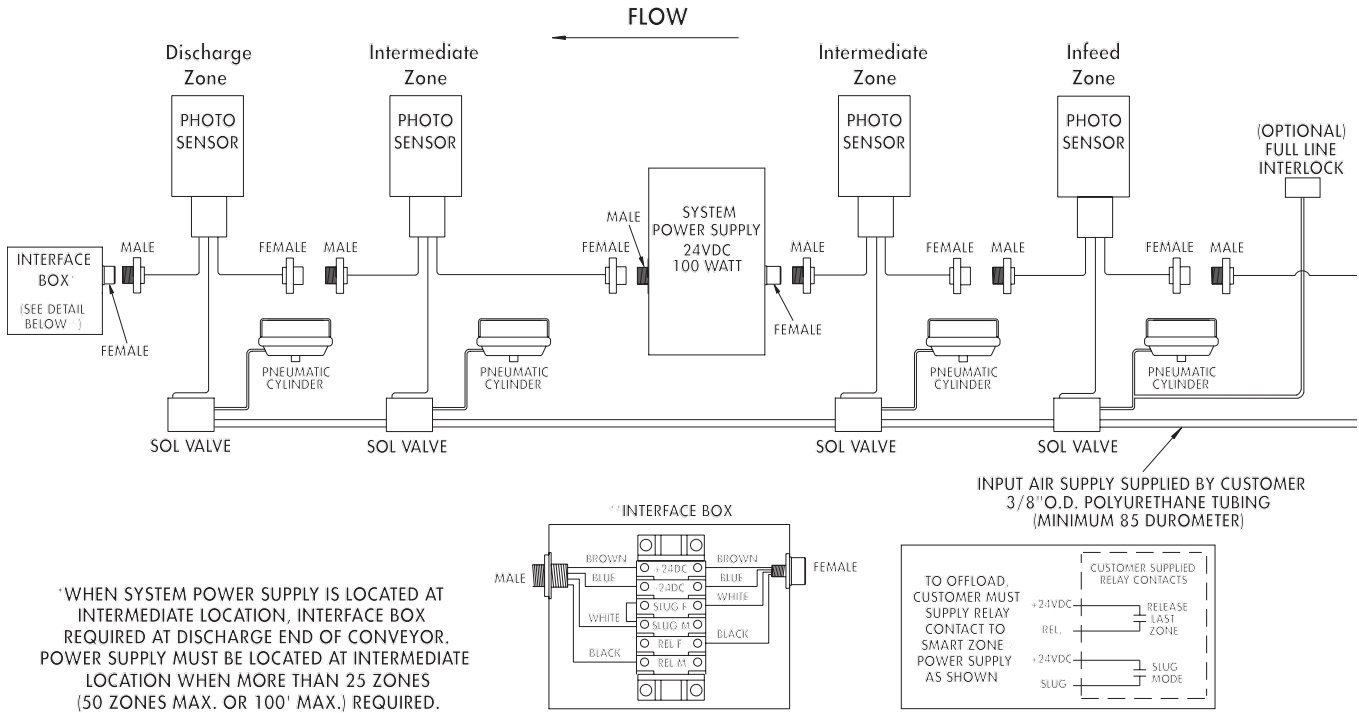 FLOW
Discharge
Zone
Intermediate
Zone
Intermediate
Zone
Infeed
Zone
PHOTO
SENSOR
PHOTO
SENSOR
PHOTO
SENSOR
PHOTO
SENSOR
(OPTIONAL)
FULL LINE
INTERLOCK
SYSTEM
POWER SUPPLY
24VDC
100 WATT
MALE
FEMALE
INTERFACE
BOX*
(SEE DETAIL
BELOW**)
FEMALE
MALE
FEMALE
MALE
FEMALE
MALE
FEMALE
MALE
FEMALE
MALE
PNEUMATIC
CYLINDER
PNEUMATIC
CYLINDER
PNEUMATIC
CYLINDER
PNEUMATIC
CYLINDER
SOL VALVE
SOL VALVE
SOL VALVE
SOL VALVE
INPUT AIR SUPPLY SUPPLIED BY CUSTOMER
3/8"O.D. POLYURETHANE TUBING
(MINIMUM 85 DUROMETER)
*WHEN SYSTEM POWER SUPPLY IS LOCATED AT
INTERMEDIATE LOCATION, INTERFACE BOX
REQUIRED AT DISCHARGE END OF CONVEYOR.
POWER SUPPLY MUST BE LOCATED AT INTERMEDIATE
LOCATION WHEN MORE THAN 25 ZONES
(50 ZONES MAX. OR 100' MAX.) REQUIRED.
**INTERFACE BOX
MALE
BROWN
BLUE
WHITE
BLACK
+24DC
-24DC
SLUG F
SLUG M
REL F
REL M
BROWN
BLUE
WHITE
BLACK
FEMALE
TO OFFLOAD,
CUSTOMER MUST
SUPPLY RELAY
CONTACT TO
SMART ZONE
POWER SUPPLY
AS SHOWN
CUSTOMER SUPPLIED
RELAY CONTACTS
+24VDC
REL.
RELEASE
LAST
ZONE
+24VDC
SLUG
SLUG
MODE